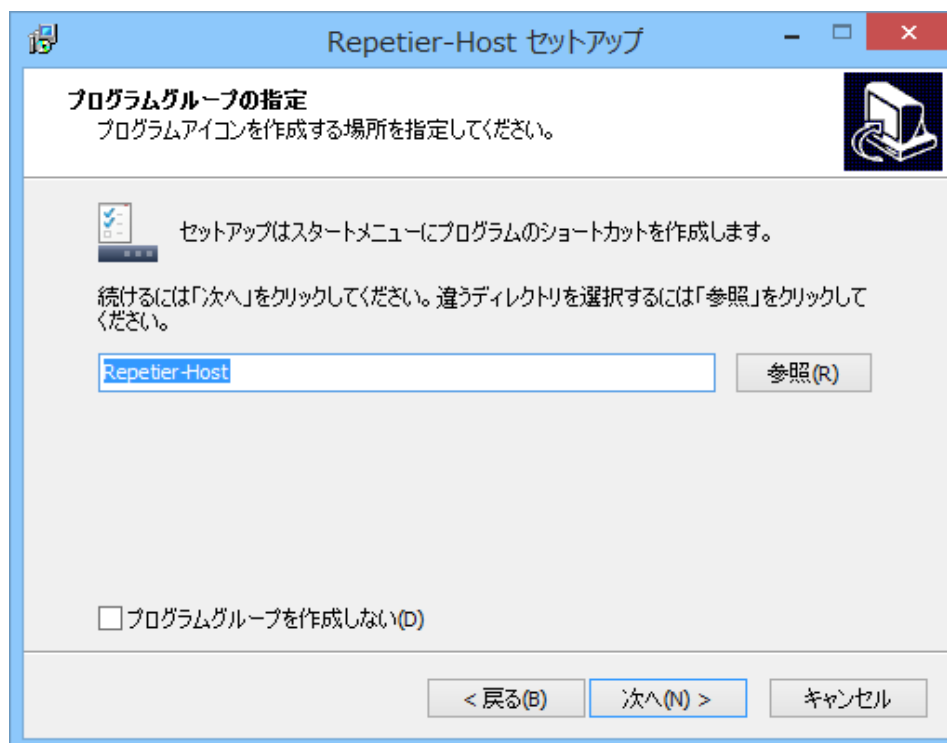 Repetier-Host セットアップ
プログラムグループの指定
プログラムアイコンを作成する場所を指定してください。
セットアップはスタートメニューにプログラムのショートカットを作成します。
続けるには「次へ」をクリックしてください。違うディレクトリを選択するには「参照」をクリックして
ください。
Repetier-Host
参照(R)
プログラムグループを作成しない(D)
< 戻る(B)
次へ(N) >
キャンセル